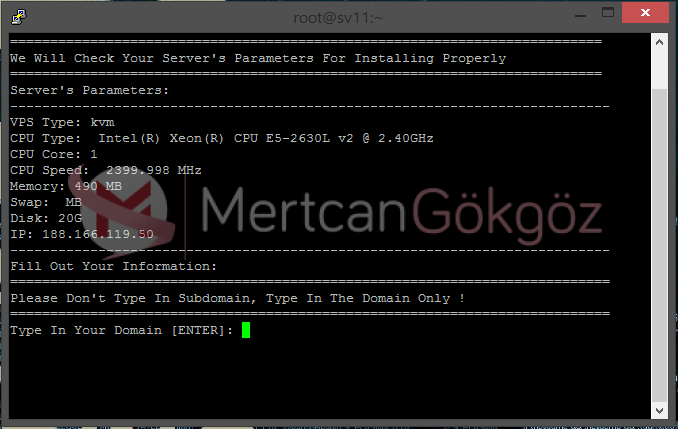 root@sv11:~
================================================================================
We Will Check Your Server's Parameters For Installing Properly
================================================================================
Server's Parameters:
--------------------------------------------------------------------------------
VPS Type: kvm
CPU Type:  Intel(R) Xeon(R) CPU E5-2630L v2 @ 2.40GHz
CPU Core: 1
CPU Speed:  2399.998 MHz
Memory: 490 MB
Swap:  MB
Disk: 20G
IP: 188.166.119.50
MertcanGökgöz
--------------------------------------------------------------------------------
Fill Out Your Information:
================================================================================
Please Don't Type In Subdomain, Type In The Domain Only !
================================================================================
Type In Your Domain [ENTER]: